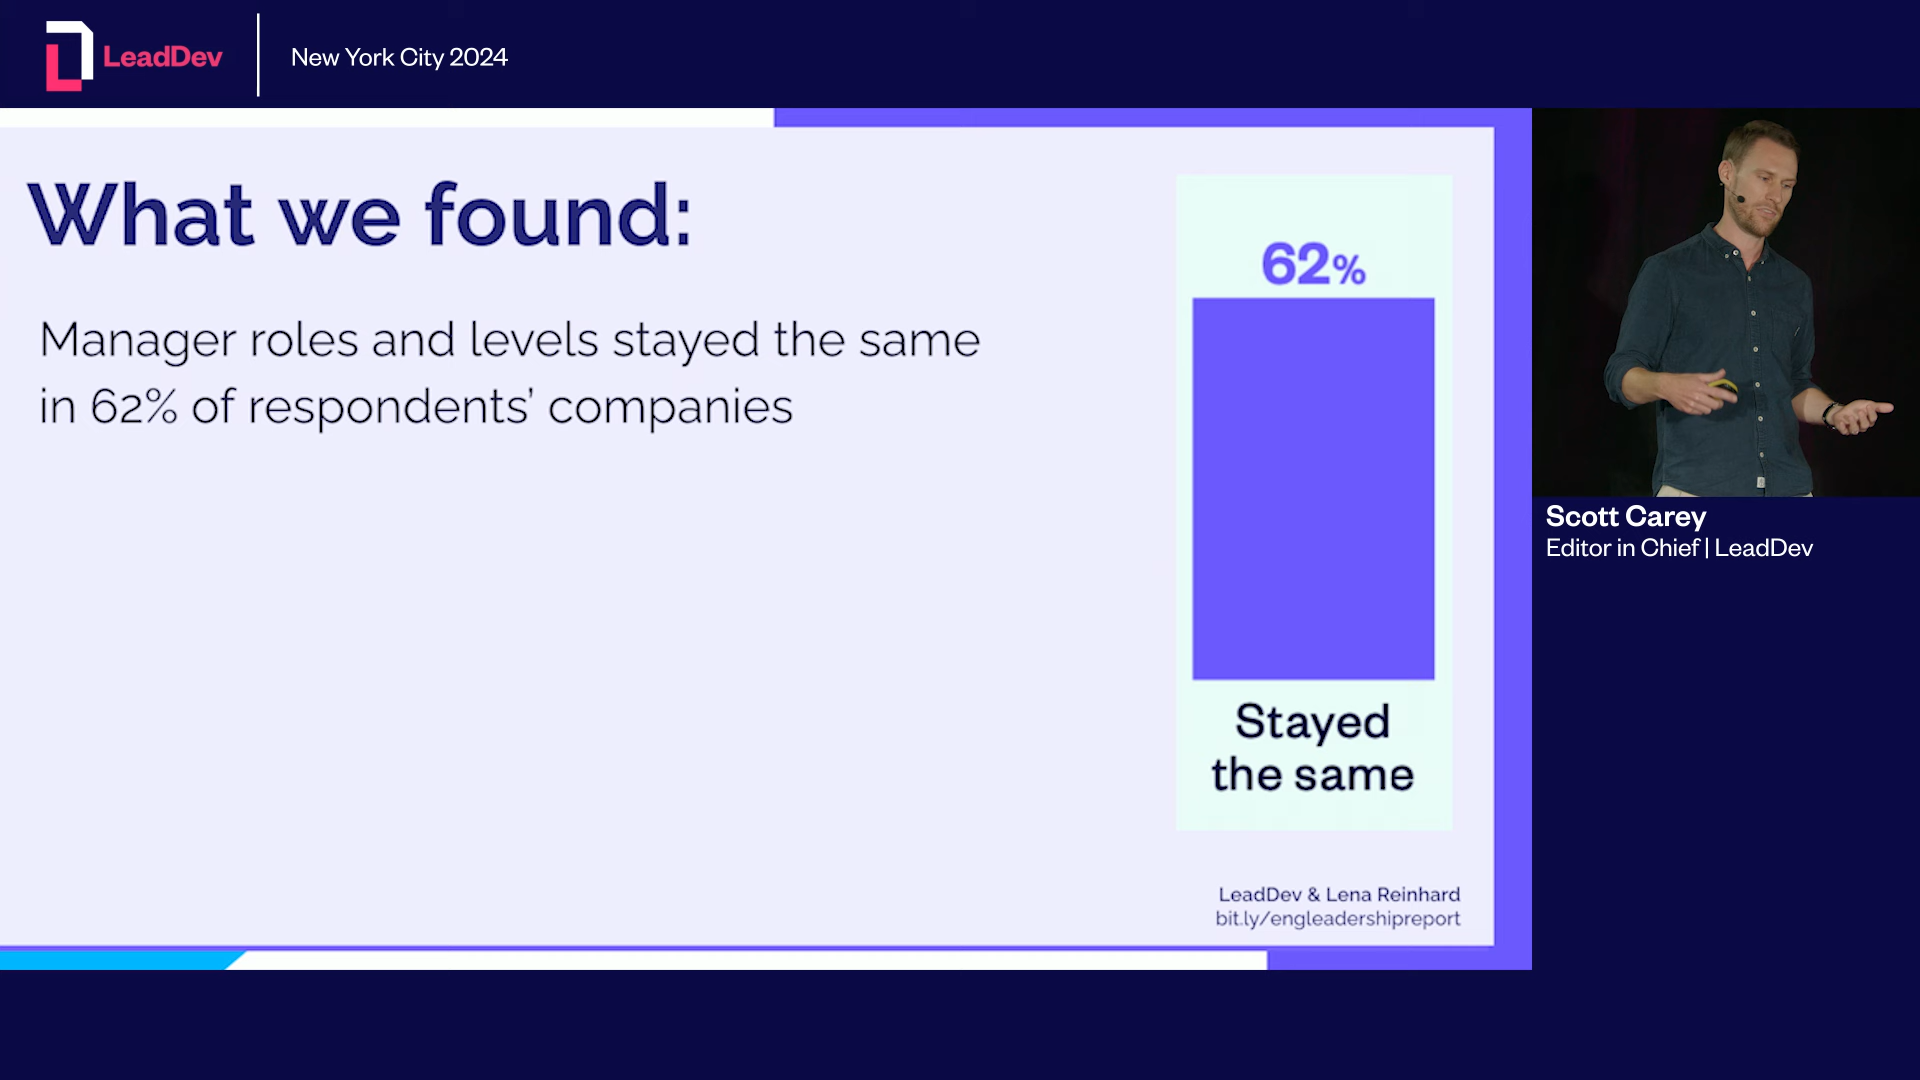 LeadDev
New York City 2024
What we found:
Manager roles and levels stayed the same
in 62% of respondents’ companies
62%
Stayed
the same
LeadDev & Lena Reinhard
bit.ly/engleadershipreport
Scott Carey
Editor in Chief | LeadDev